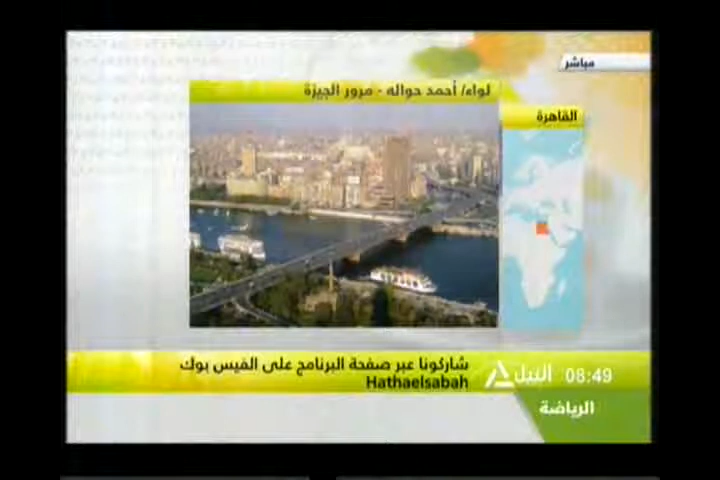 مباشر
لواء/ أحمد حواله - مرور الجيزة
القاهرة
شاركونا عبر صفحة البرنامج على الفيس بوك
Hathaelsabah
النيل
08:49
الرياضة